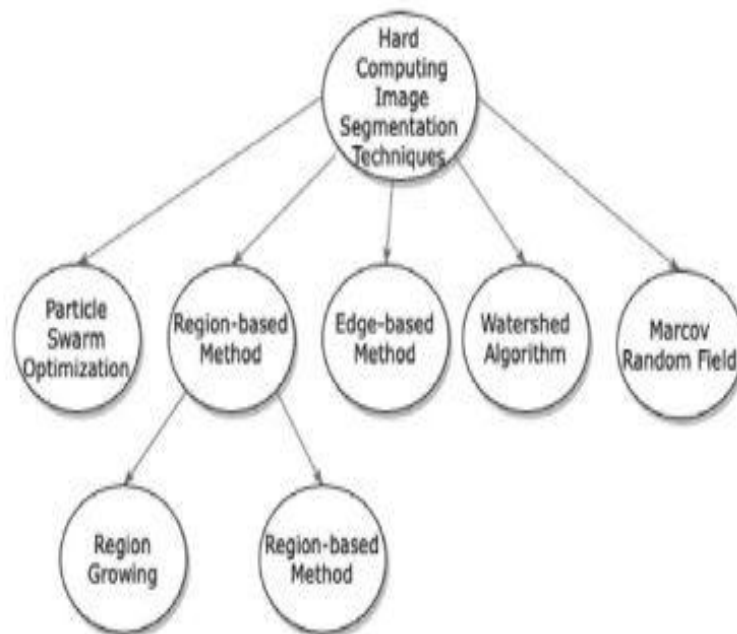 Hard
Computing
Image
Segmentation
Techniques
Particle
Swarm
Optimization
Region-based
Method
Edge-based
Method
Watershed
Algorithm
Marcov
Random Field
Region
Growing
Region-based
Method